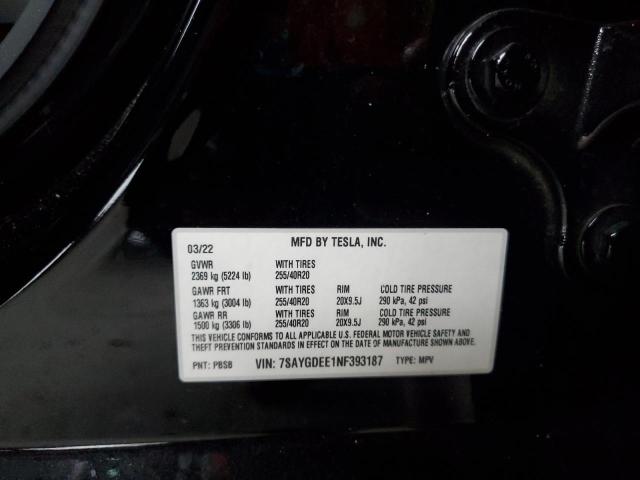 03/22 MFD BY TESLA, INC.
GVWR WITH TIRES
2369 kg (5224 lb) 255/40R20
GAWR FRT WITH TIRES RIM COLD TIRE PRESSURE
1363 kg (3004 lb) 255/40R20 20X9.5J 290 kPa, 42 psi
GAWR RR WITH TIRES RIM COLD TIRE PRESSURE
1500 kg (3306 lb) 255/40R20 20X9.5J 290 kPa, 42 psi
THIS VEHICLE CONFORMS TO ALL APPLICABLE U.S. FEDERAL MOTOR VEHICLE SAFETY AND
THEFT PREVENTION STANDARDS IN EFFECT ON THE DATE OF MANUFACTURE SHOWN ABOVE.
PNT: PBSB VIN: 7SAYGDEE1NF393187 TYPE: MPV